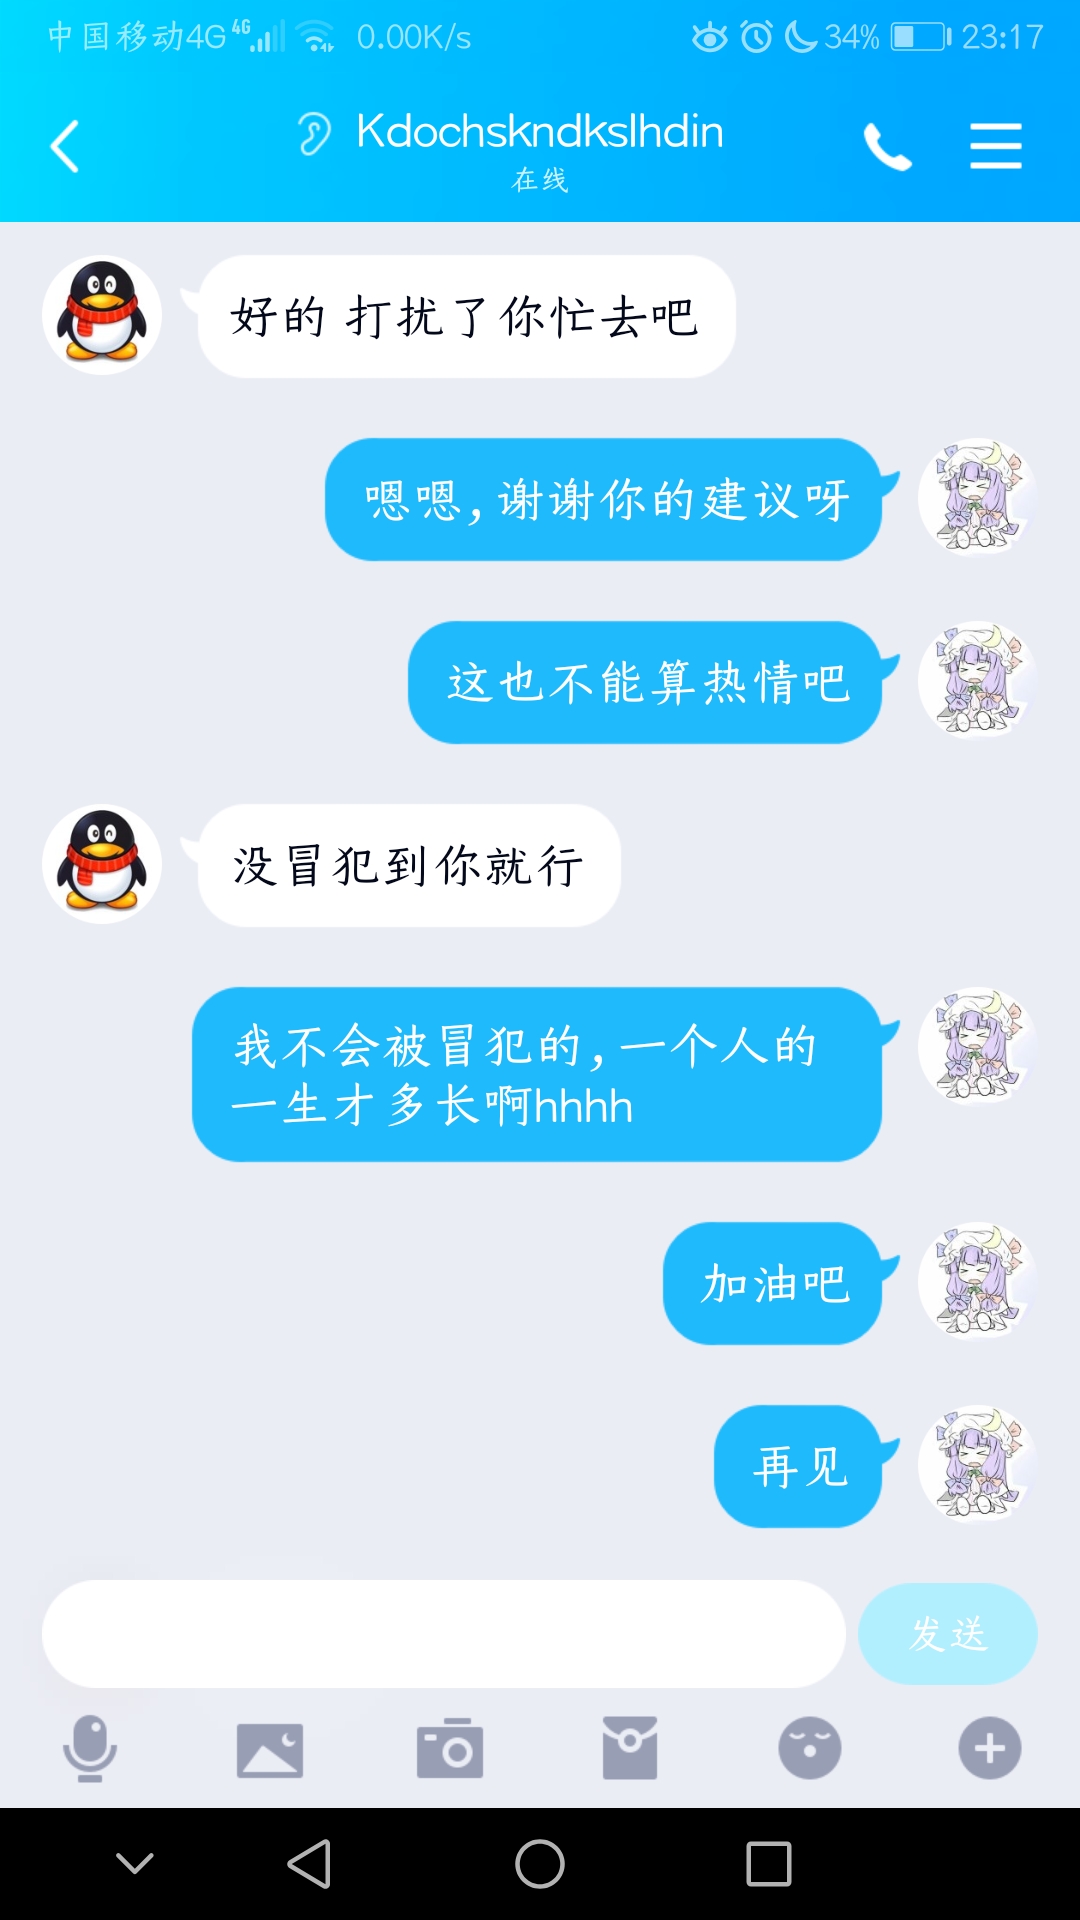 中国移动4G 4G 0.00K/s 34% 23:17
Kdochskndkslhdin
在线
好的 打扰了你忙去吧
嗯嗯,谢谢你的建议呀
这也不能算热情吧
没冒犯到你就行
我不会被冒犯的,一个人的
一生才多长啊hhhh
加油吧
再见
发送